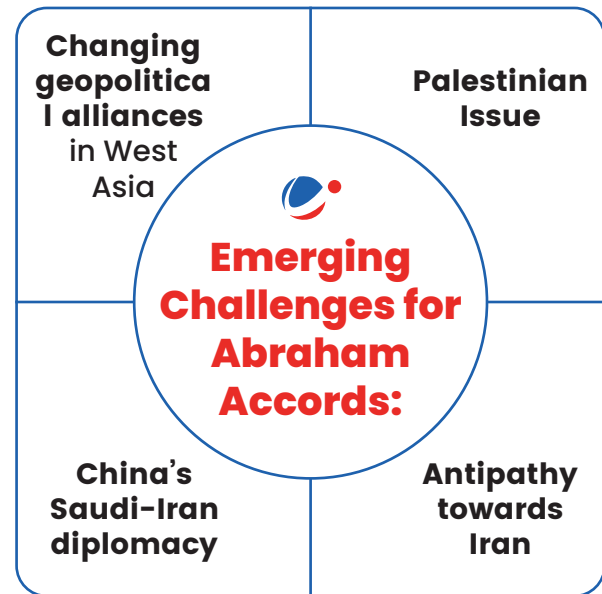 Changing
geopolitica
l alliances
in West
Asia
Palestinian
Issue
Emerging
Challenges for
Abraham
Accords:
China’s
Saudi-Iran
diplomacy
Antipathy
towards
Iran